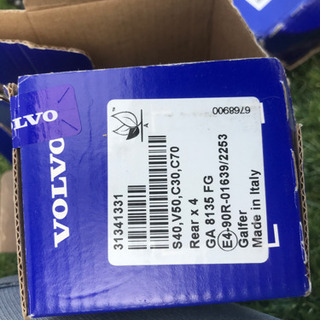 VOLVO
LVO
31341331
S40,V50,C30,C70
Rear x 4
GA 8135 FG
E4-90R-01639/2253
Galfer
Made in Italy
A
6768900